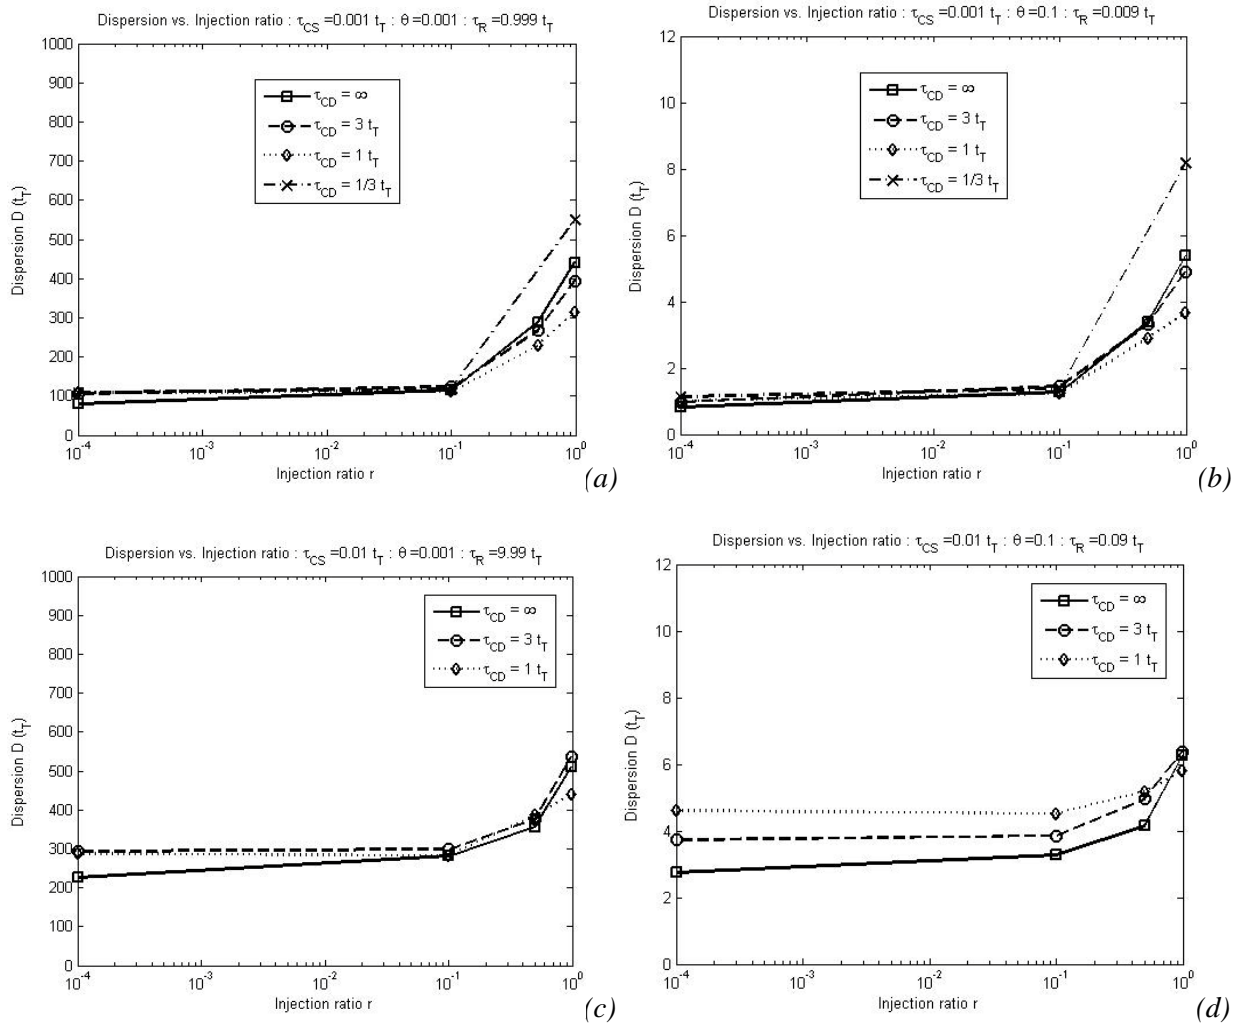 Dispersion vs. Injection ratio : τCS =0.001 tT : θ =0.001 : τR =0.999 tT
1000
900
800
700
600
500
400
300
200
100
0
Dispersion D (tT)
τCD = ∞
τCD = 3 tT
τCD = 1 tT
τCD = 1/3 tT
10-4 10-3 10-2 10-1 100
Injection ratio r
(a)
Dispersion vs. Injection ratio : τCS =0.001 tT : θ =0.1 : τR =0.009 tT
12
10
8
6
4
2
0
Dispersion D (tT)
τCD = ∞
τCD = 3 tT
τCD = 1 tT
τCD = 1/3 tT
10-4 10-3 10-2 10-1 100
Injection ratio r
(b)
Dispersion vs. Injection ratio : τCS =0.01 tT : θ =0.001 : τR =9.99 tT
1000
900
800
700
600
500
400
300
200
100
0
Dispersion D (tT)
τCD = ∞
τCD = 3 tT
τCD = 1 tT
10-4 10-3 10-2 10-1 100
Injection ratio r
(c)
Dispersion vs. Injection ratio : τCS =0.01 tT : θ =0.1 : τR =0.09 tT
12
10
8
6
4
2
0
Dispersion D (tT)
τCD = ∞
τCD = 3 tT
τCD = 1 tT
10-4 10-3 10-2 10-1 100
Injection ratio r
(d)